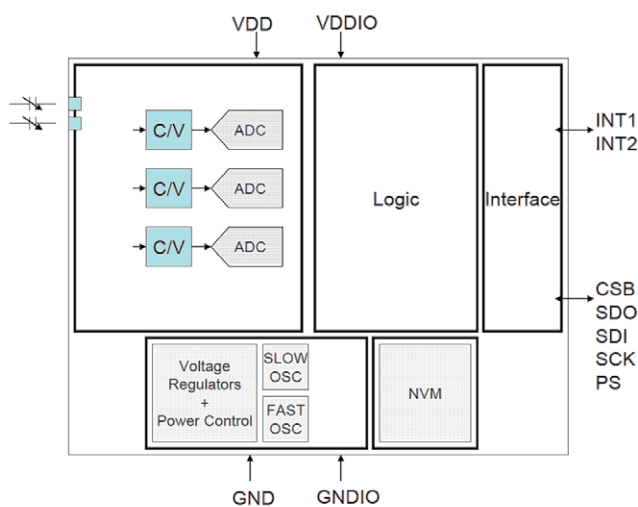 VDD
VDDIO
C/V
ADC
C/V
ADC
C/V
ADC
Logic
Interface
INT1
INT2
CSB
SDO
SDI
SCK
PS
Voltage
Regulators
+
Power Control
SLOW
OSC
FAST
OSC
NVM
GND
GNDIO